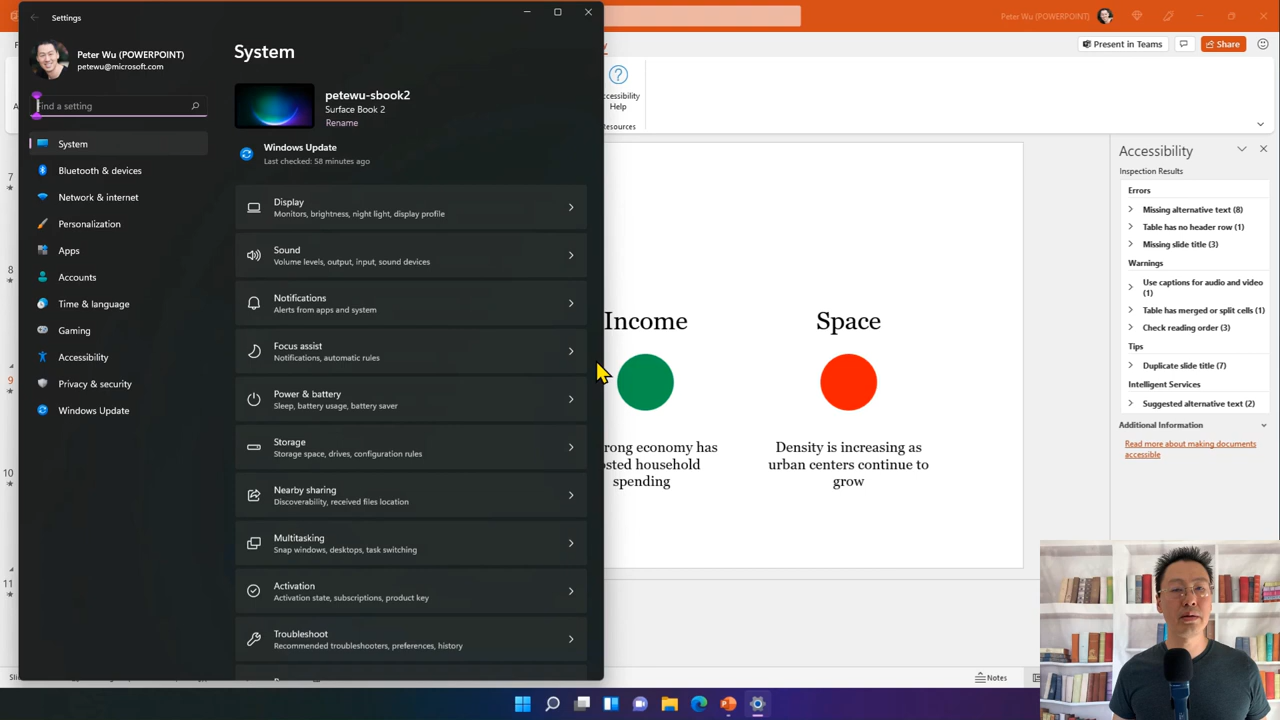 Settings
Peter Wu (POWERPOINT)
petewu@microsoft.com
Find a setting
System
Bluetooth & devices
Network & internet
Personalization
Apps
Accounts
Time & language
Gaming
Accessibility
Privacy & security
Windows Update
System
petewu-sbook2
Surface Book 2
Rename
Windows Update
Last checked: 58 minutes ago
Display
Monitors, brightness, night light, display profile
Sound
Volume levels, output, input, sound devices
Notifications
Alerts from apps and system
Focus assist
Notifications, automatic rules
Power & battery
Sleep, battery usage, battery saver
Storage
Storage space, drives, configuration rules
Nearby sharing
Discoverability, received files location
Multitasking
Snap windows, desktops, task switching
Activation
Activation state, subscriptions, product key
Troubleshoot
Recommended troubleshooters, preferences, history
Peter Wu (POWERPOINT)
Present in Teams
Share
Help
7
8
9
10
11
Income
rong economy has
household
spending
Space
Density is increasing as
urban centers continue to
grow
Accessibility
Inspection Results
Errors
Missing alternative text (8)
Table has no header row (1)
Missing slide title (3)
Warnings
Use captions for audio and video
(1)
Table has merged or split cells (1)
Check reading order (3)
Tips
Duplicate slide title (7)
Intelligent Services
Suggested alternative text (2)
Additional Information
Read more about making documents
accessible
Notes